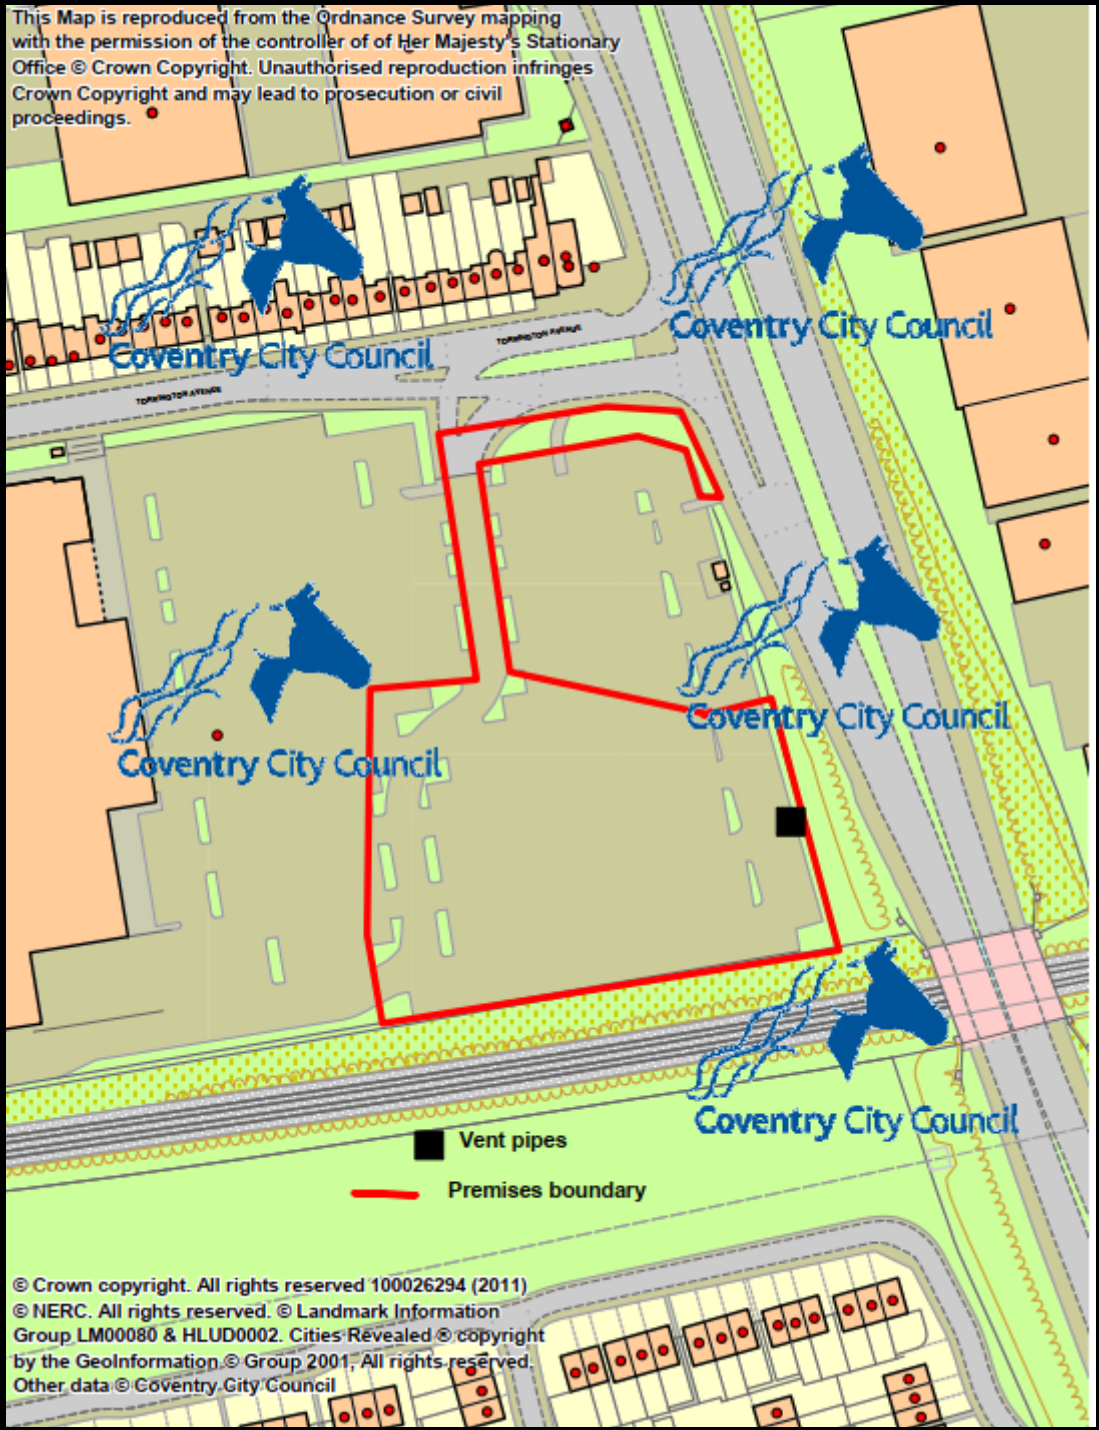 This Map is reproduced from the Ordnance Survey mapping
with the permission of the controller of of Her Majesty's Stationary
Office © Crown Copyright. Unauthorised reproduction infringes
Crown Copyright and may lead to prosecution or civil
proceedings.
Coventry City Council
TORRINGTON AVENUE
Coventry City Council
TORRINGTON AVENUE
Coventry City Council
Coventry City Council
Coventry City Council
Vent pipes
Premises boundary
© Crown copyright. All rights reserved 100026294 (2011)
© NERC. All rights reserved. © Landmark Information
Group LM00080 & HLUD0002. Cities Revealed ® copyright
by the GeoInformation © Group 2001, All rights reserved.
Other data © Coventry City Council